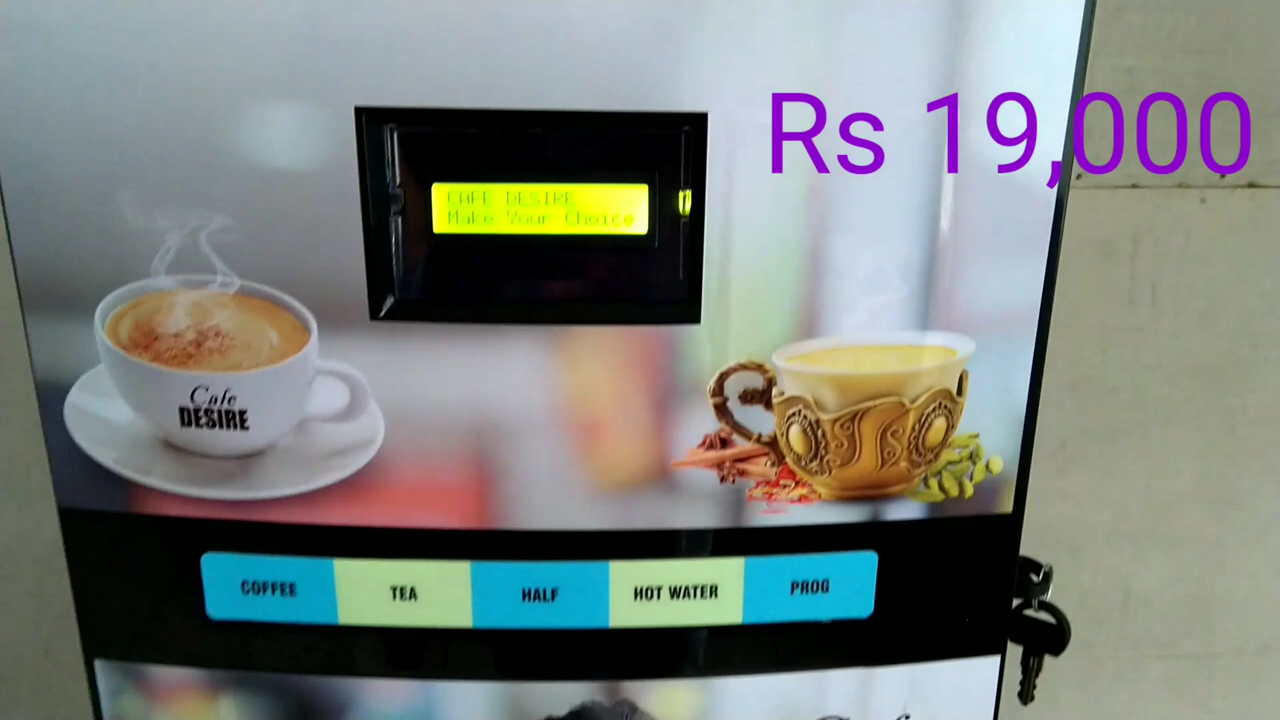 Rs 19,000
CAFE DESIRE
Make Your Choice
Cafe
DESIRE
COFFEE TEA HALF HOT WATER PROG